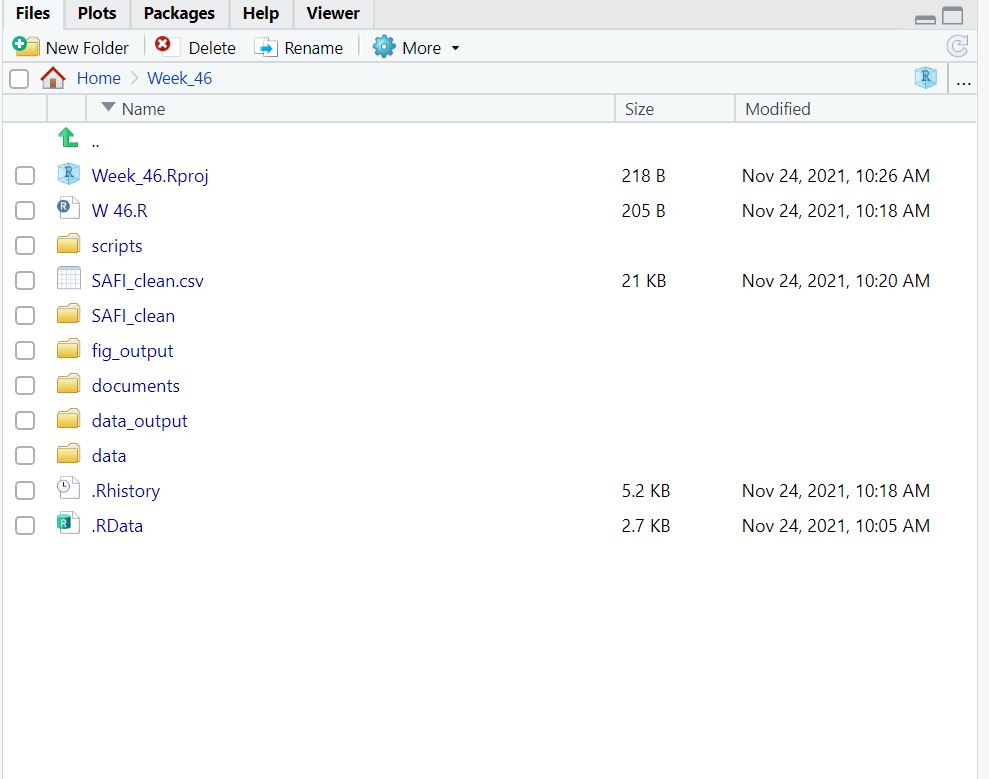 Files Plots Packages Help Viewer
New Folder Delete Rename More
Home Week_46 ...
Name Size Modified
..
Week_46.Rproj 218 B Nov 24, 2021, 10:26 AM
W 46.R 205 B Nov 24, 2021, 10:18 AM
scripts
SAFI_clean.csv 21 KB Nov 24, 2021, 10:20 AM
SAFI_clean
fig_output
documents
data_output
data
.Rhistory 5.2 KB Nov 24, 2021, 10:18 AM
.RData 2.7 KB Nov 24, 2021, 10:05 AM